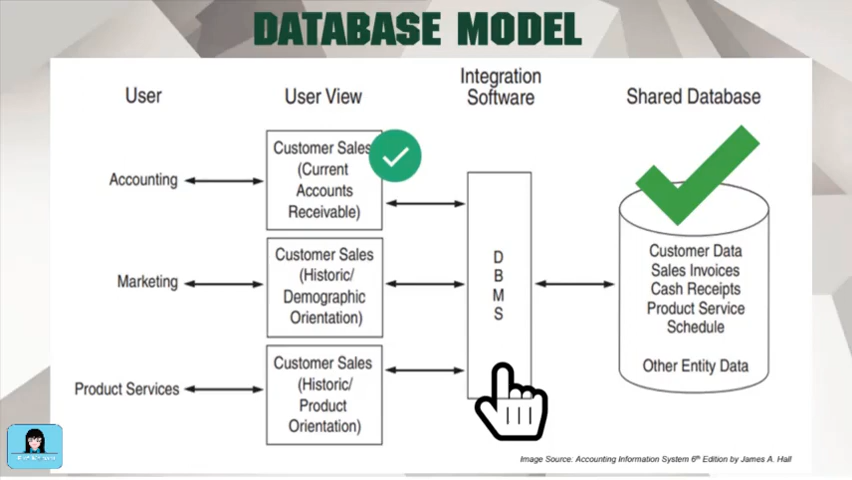 DATABASE MODEL
User
User View
Integration
Software
Shared Database
Accounting
Customer Sales
(Current
Accounts
Receivable)
Marketing
Customer Sales
(Historic/
Demographic
Orientation)
Product Services
Customer Sales
(Historic/
Product
Orientation)
D
B
M
S
Customer Data
Sales Invoices
Cash Receipts
Product Service
Schedule
Other Entity Data
Image Source: Accounting Information System 6th Edition by James A. Hall